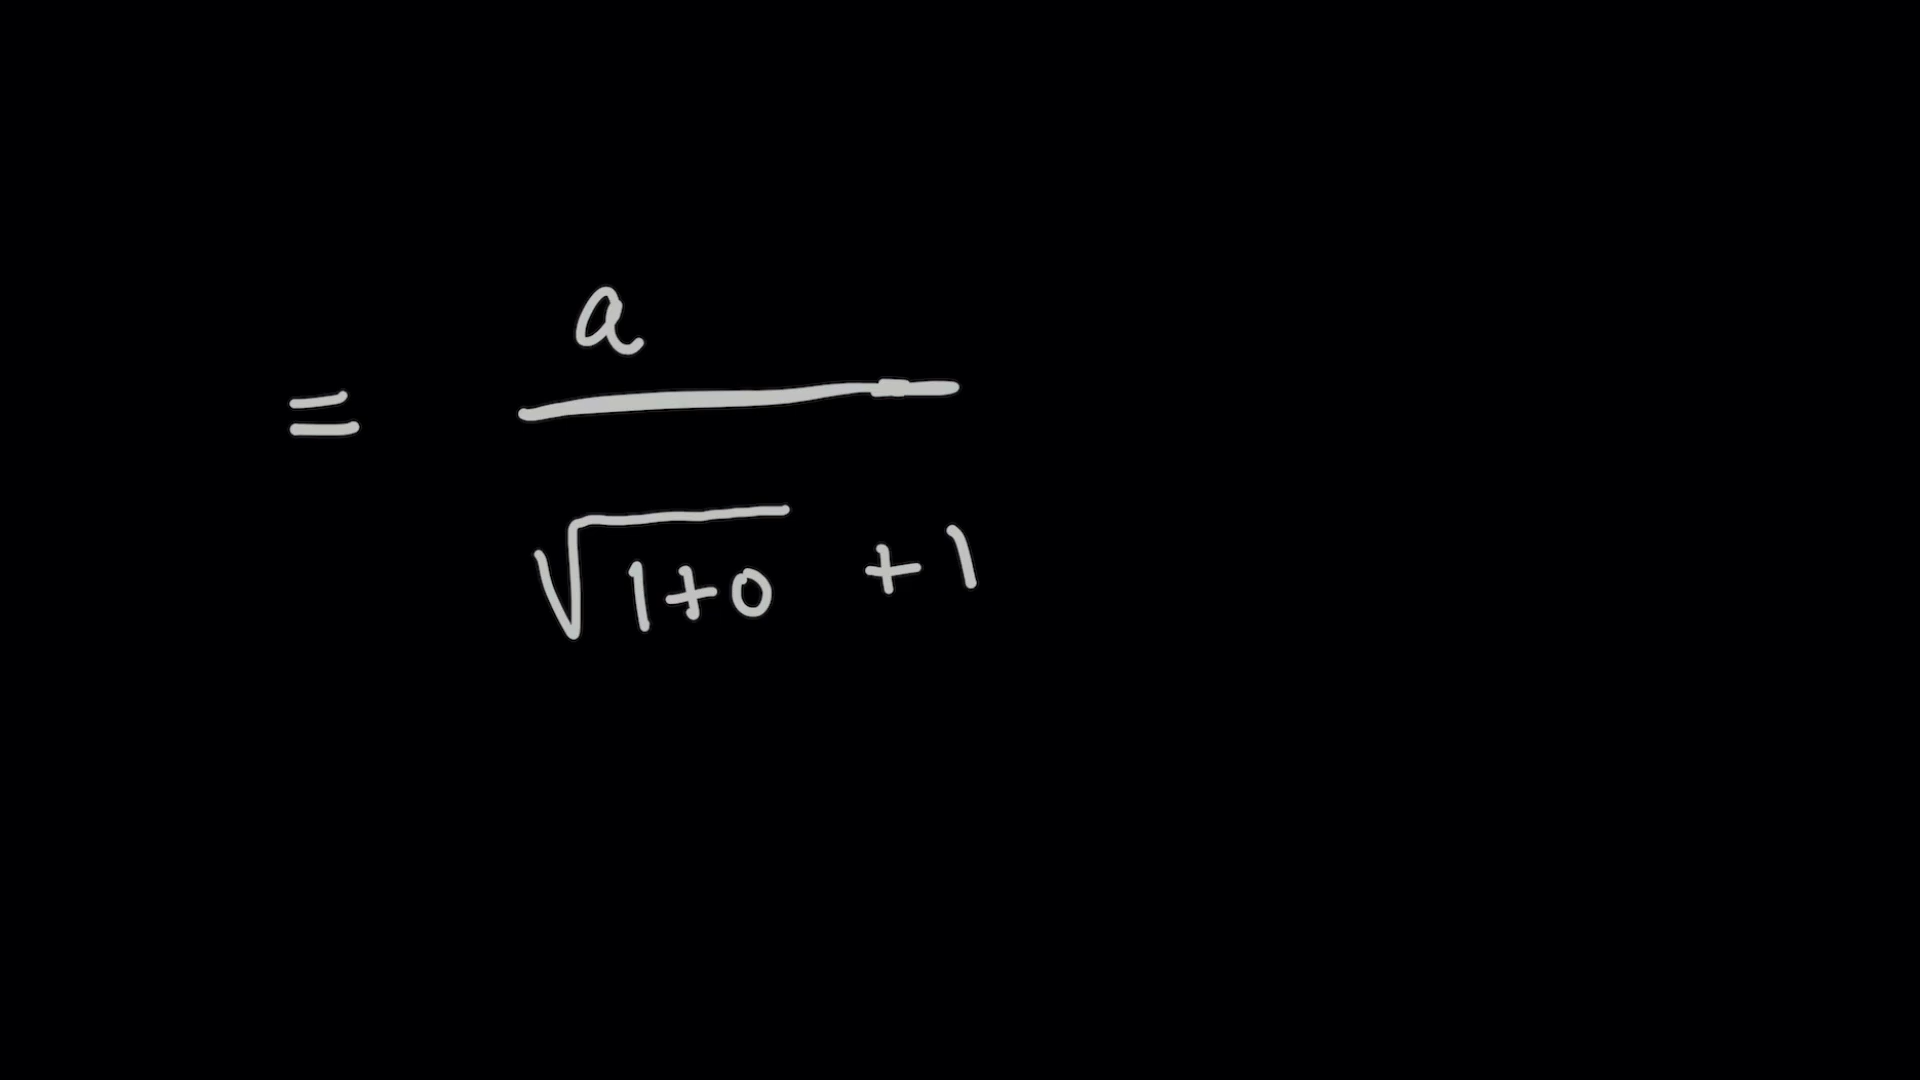 = a
√1+0 + 1